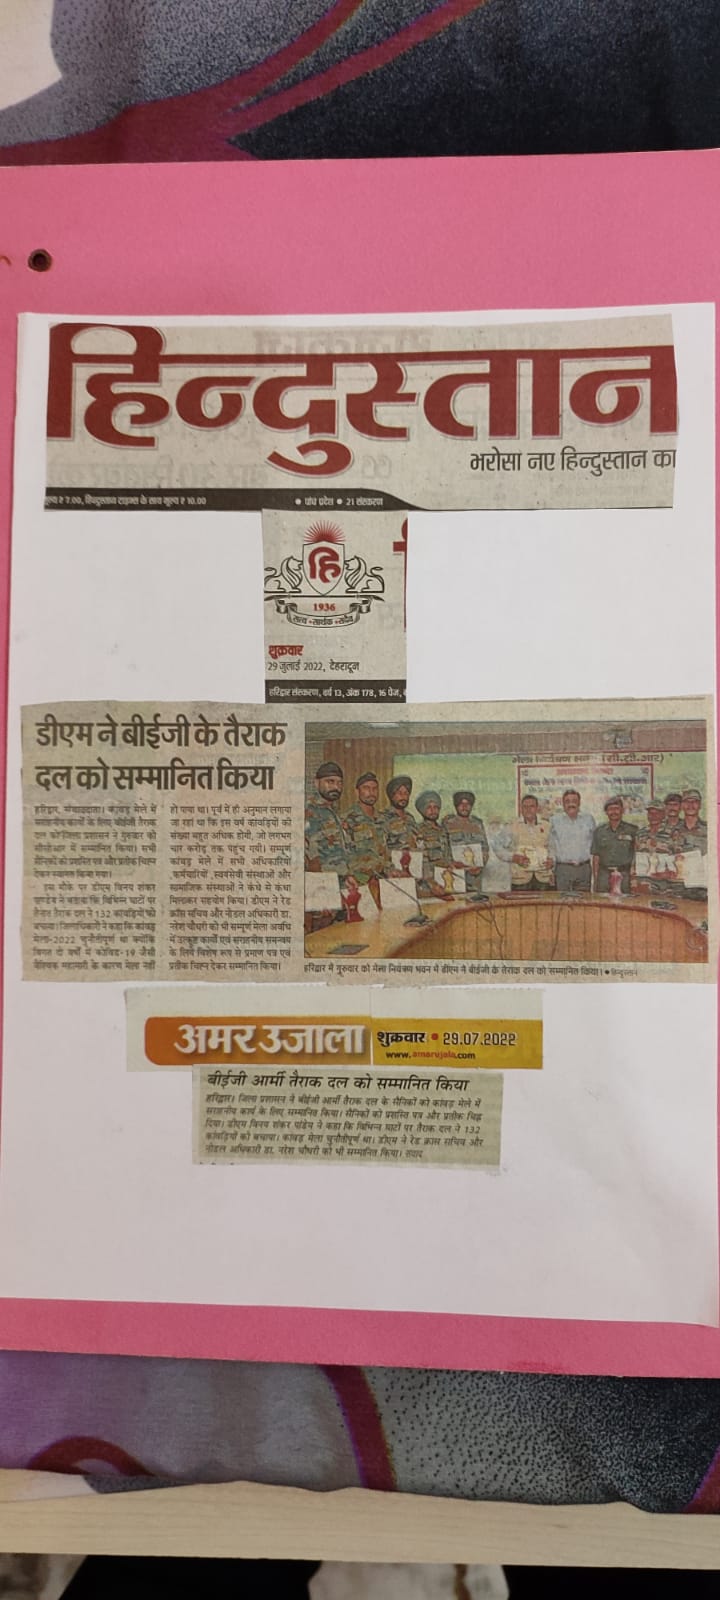 हिन्दुस्तान
भरोसा नए हिन्दुस्तान का
मूल्य ₹ 7.00, हिन्दुस्तान टाइम्स के साथ मूल्य ₹ 10.00 ● पांच प्रदेश ● 21 संस्करण
हि
1936
सत्य सार्थक सदैव
शुक्रवार
29 जुलाई 2022, देहरादून
हरिद्वार संस्करण, वर्ष 13, अंक 178, 16 पेज,
डीएम ने बीईजी के तैराक
दल को सम्मानित किया
हरिद्वार, संवाददाता। कांवड़ मेले में
सराहनीय कार्यों के लिए बीईजी तैराक
दल को जिला प्रशासन ने गुरुवार को
सीसीआर में सम्मानित किया। सभी
सैनिकों को प्रशस्ति पत्र और प्रतीक चिह्न
देकर किया गया।
इस मौके पर डीएम विनय शंकर
पाण्डेय ने बताया कि विभिन्न घाटों पर
तैनात तैराक दल ने 132 कांवड़ियों को
बचाया। जिलाधिकारी ने कहा कि कांवड़
मेला-2022 चुनौतीपूर्ण था क्योंकि
विगत दो वर्षों में कोविड-19 जैसी
वैश्विक महामारी के कारण मेला नहीं
हो पाया था। पूर्व में ही अनुमान लगाया
जा रहा था कि इस वर्ष कांवड़ियों की
संख्या बहुत अधिक होगी, जो लगभग
चार करोड़ तक पहुंच गयी। सम्पूर्ण
कांवड़ मेले में सभी अधिकारियों
,कर्मचारियों ,स्वयंसेवी संस्थाओं और
सामाजिक संस्थाओं ने कंधे से कंधा
मिलाकर सहयोग किया। डीएम ने रेड
क्रॉस सचिव और नोडल अधिकारी डा.
नरेश चौधरी को भी सम्पूर्ण मेला अवधि
में उत्कृष्ट कार्यों एवं सराहनीय समन्वय
के लिये विशेष रूप से प्रमाण पत्र एवं
प्रतीक चिह्न देकर सम्मानित किया।
मेला नियंत्रण भवन (सी.सी.आर)
हरिद्वार में गुरुवार को मेला नियंत्रण भवन में डीएम ने बीईजी के तैराक दल को सम्मानित किया। ● हिन्दुस्तान
अमर उजाला शुक्रवार ● 29.07.2022
www.amarujala.com
बीईजी आर्मी तैराक दल को सम्मानित किया
हरिद्वार। जिला प्रशासन ने बीईजी आर्मी तैराक दल के सैनिकों को कांवड़ मेले में
सराहनीय कार्य के लिए सम्मानित किया। सैनिकों को प्रशस्ति पत्र और प्रतीक चिह्न
दिया। डीएम विनय शंकर पांडेय ने कहा कि विभिन्न घाटों पर तैराक दल ने 132
कांवड़ियों को बचाया। कांवड़ मेला चुनौतीपूर्ण था। डीएम ने रेड क्रास सचिव और
नोडल अधिकारी डा. नरेश चौधरी को भी सम्मानित किया। संवाद